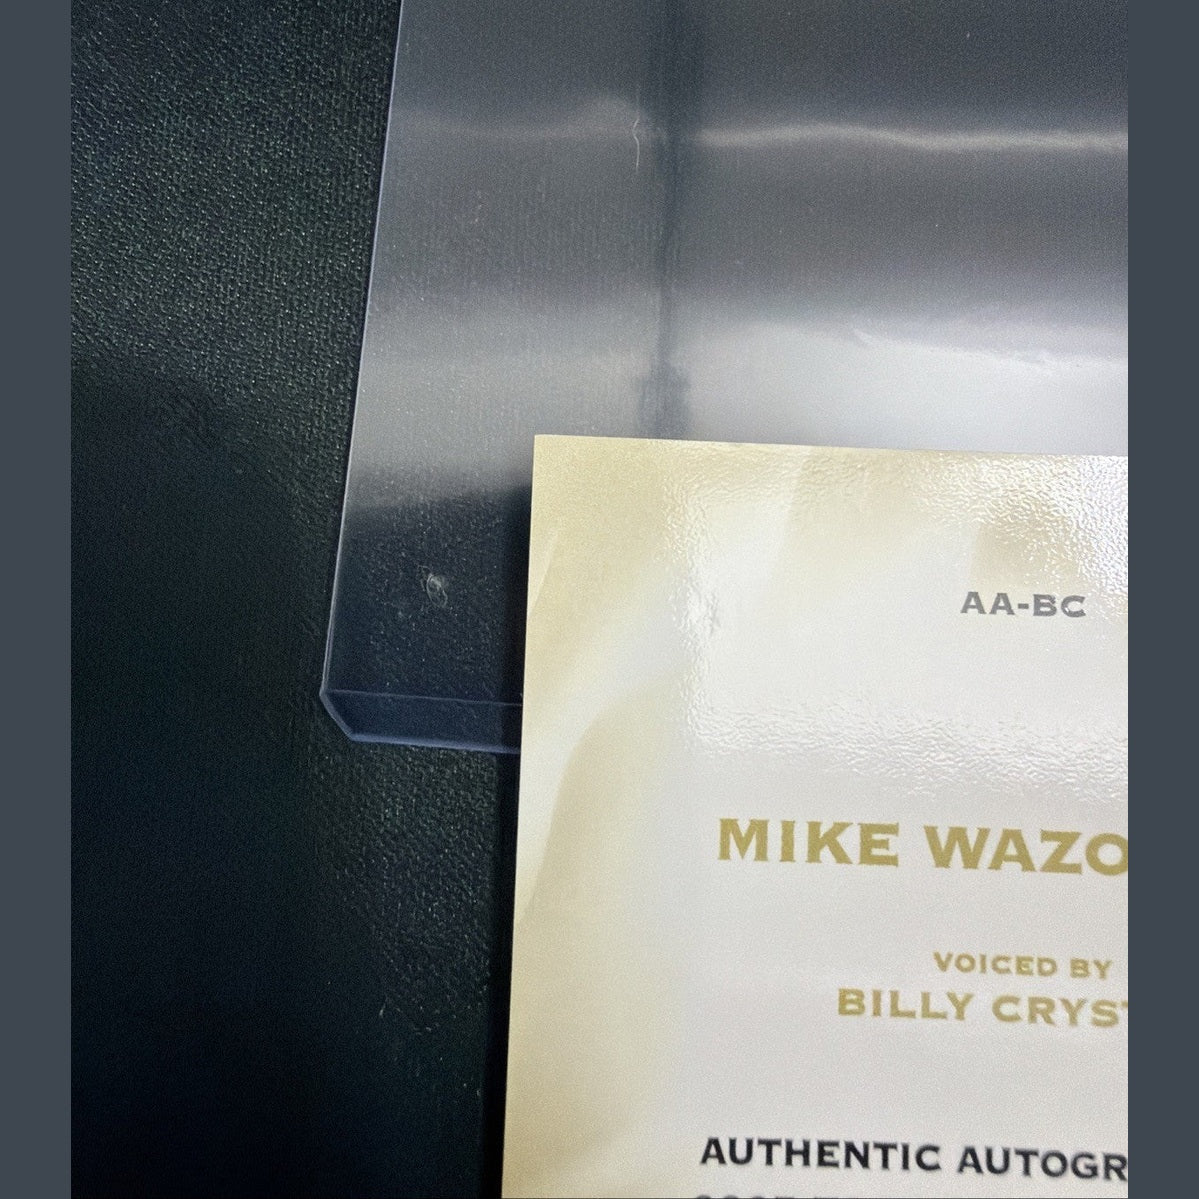 AA-BC
MIKE WAZO
VOICED BY
BILLY CRYST
AUTHENTIC AUTOGR